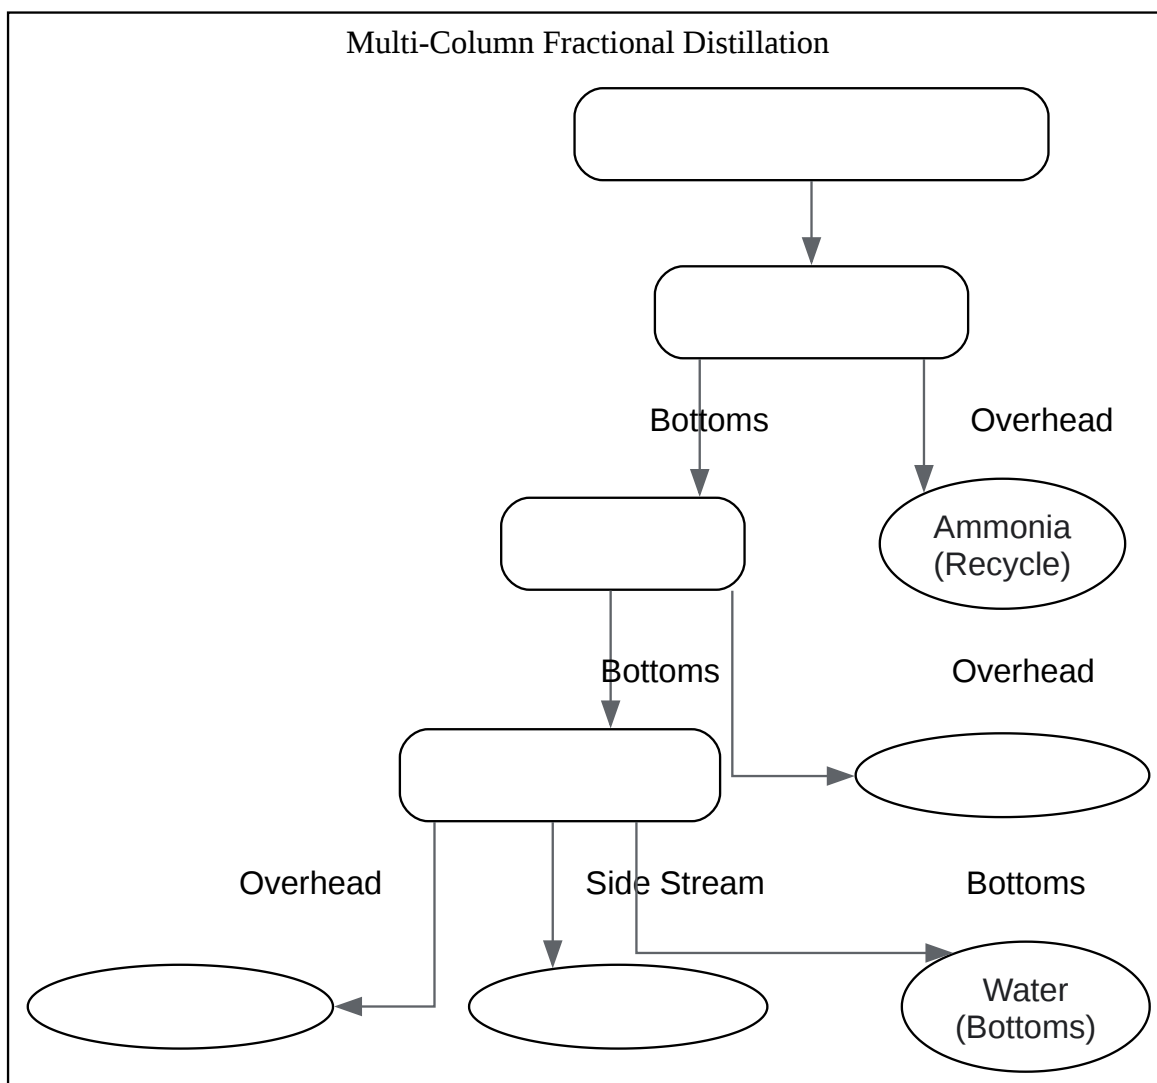 Multi-Column Fractional Distillation
Bottoms
Overhead
Ammonia
(Recycle)
Bottoms
Overhead
Overhead
Side Stream
Bottoms
Water
(Bottoms)